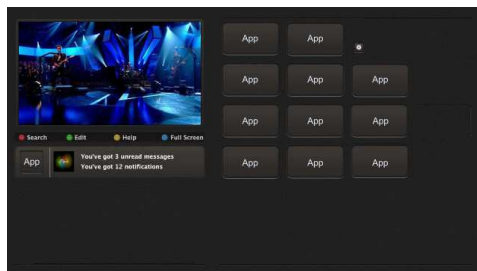 App App
App App App
App App App
App App App
Search Edit Help Full Screen
App
You've got 3 unread messages
You've got 12 notifications